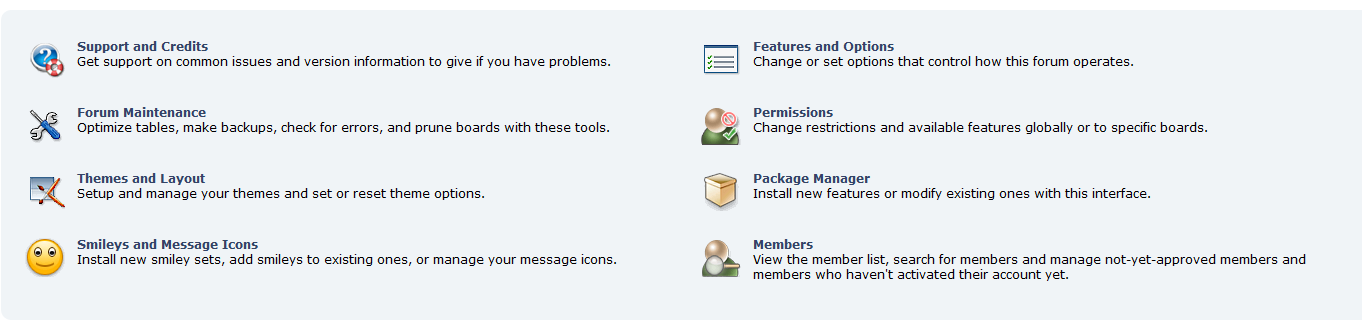 Support and Credits
Get support on common issues and version information to give if you have problems.
Features and Options
Change or set options that control how this forum operates.
Forum Maintenance
Optimize tables, make backups, check for errors, and prune boards with these tools.
Permissions
Change restrictions and available features globally or to specific boards.
Themes and Layout
Setup and manage your themes and set or reset theme options.
Package Manager
Install new features or modify existing ones with this interface.
Smileys and Message Icons
Install new smiley sets, add smileys to existing ones, or manage your message icons.
Members
View the member list, search for members and manage not-yet-approved members and
members who haven't activated their account yet.